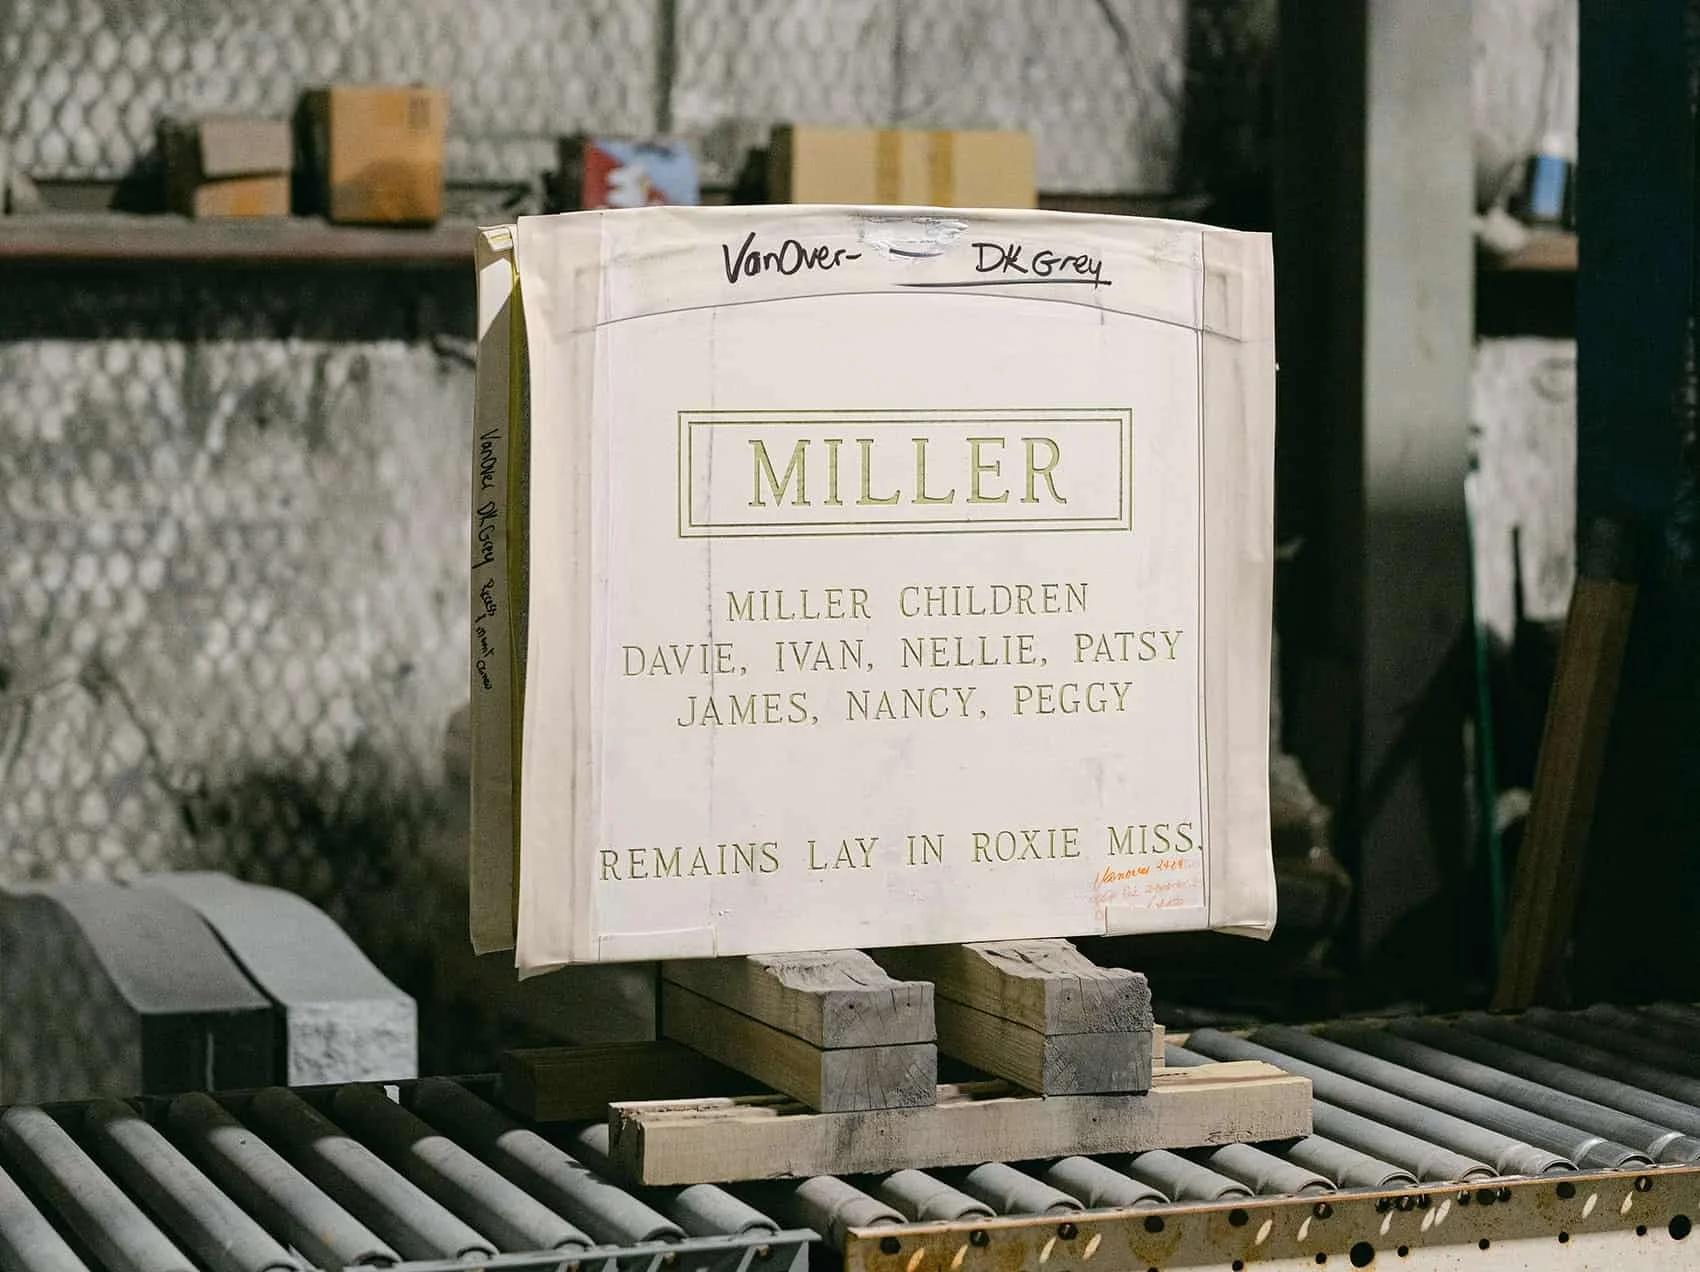 VanOver- DK Grey
MILLER
MILLER CHILDREN
DAVIE, IVAN, NELLIE, PATSY
JAMES, NANCY, PEGGY
REMAINS LAY IN ROXIE MISS.
Vanover
VanOver DK Grey